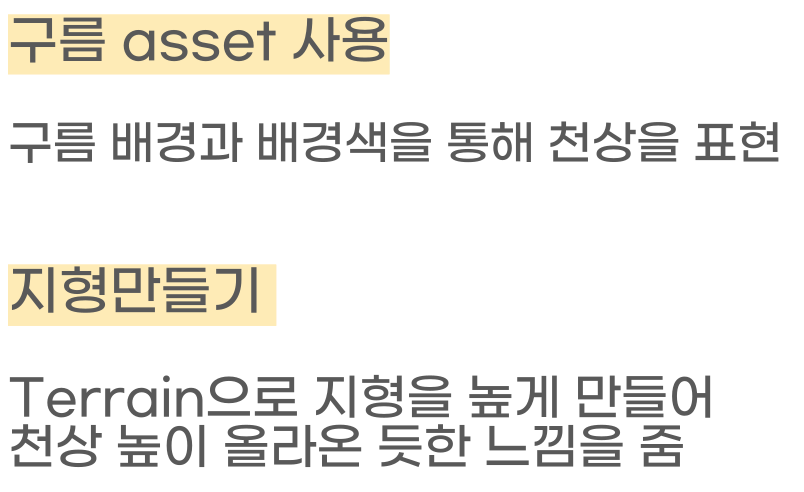 구름 asset 사용
구름 배경과 배경색을 통해 천상을 표현
지형만들기
Terrain으로 지형을 높게 만들어
천상 높이 올라온 듯한 느낌을 줌